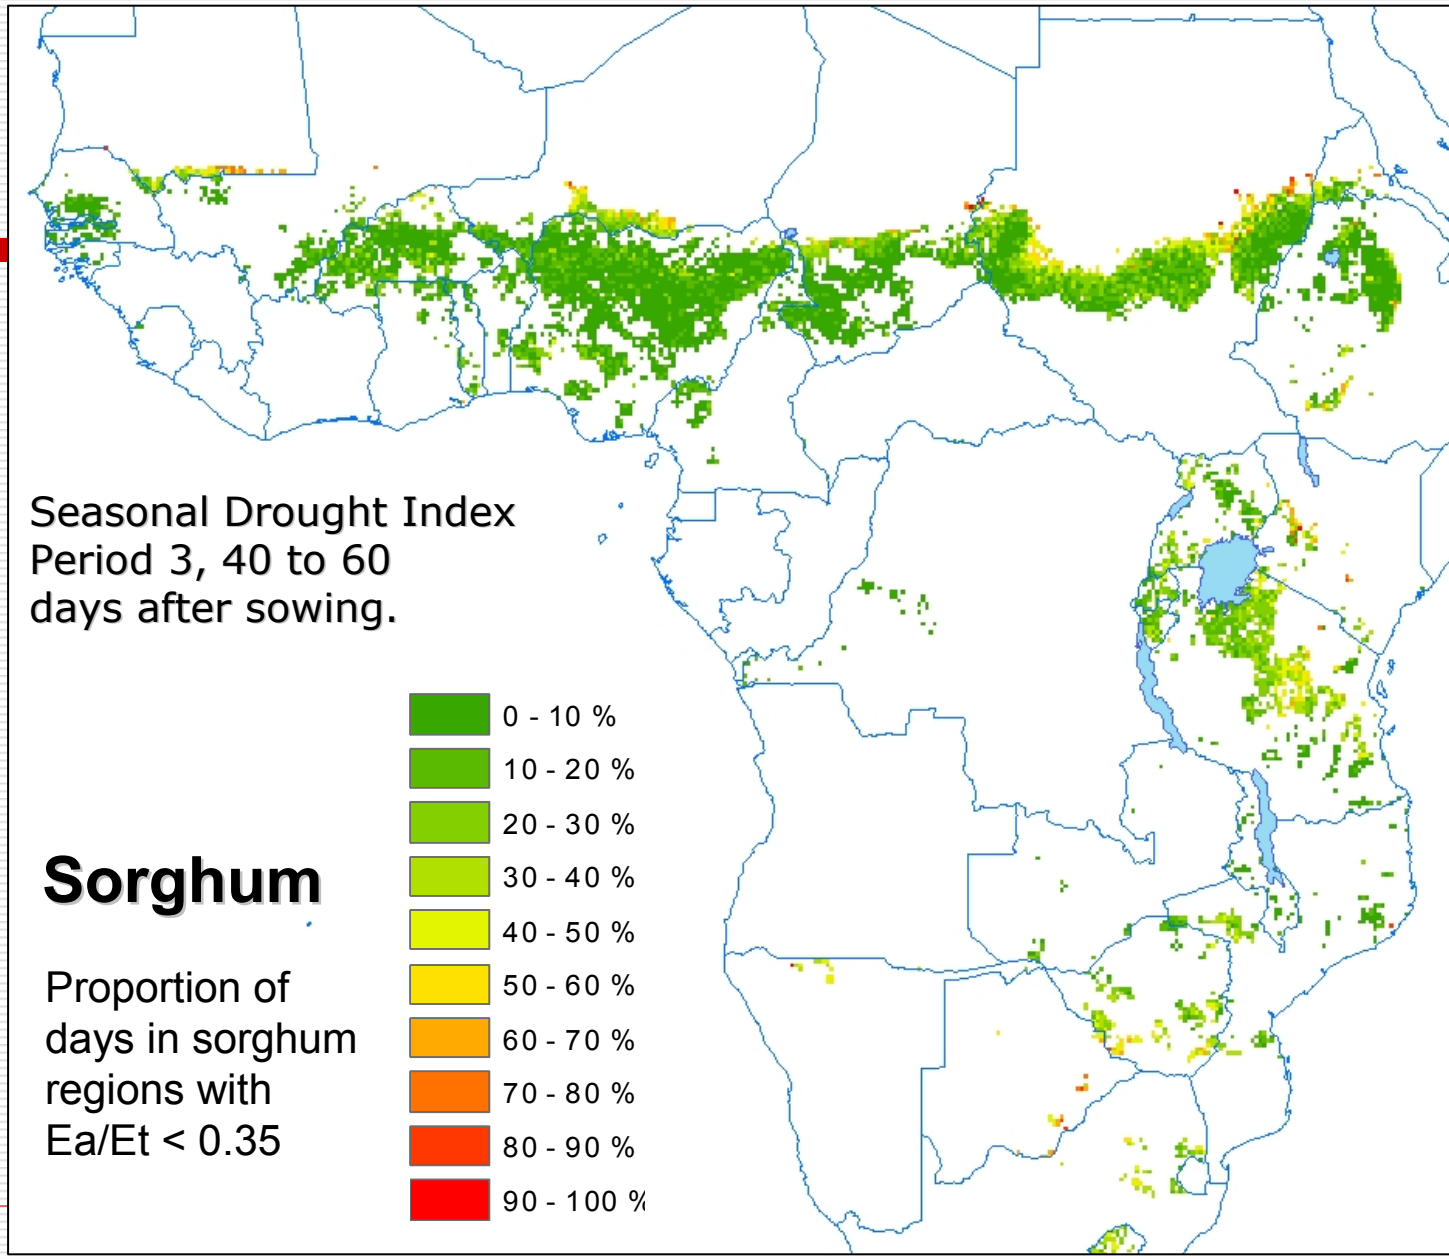 Seasonal Drought Index
Period 3, 40 to 60
days after sowing.
0 - 10 %
10 - 20 %
20 - 30 %
30 - 40 %
40 - 50 %
50 - 60 %
60 - 70 %
70 - 80 %
80 - 90 %
90 - 100 %
Sorghum
Proportion of
days in sorghum
regions with
Ea/Et < 0.35